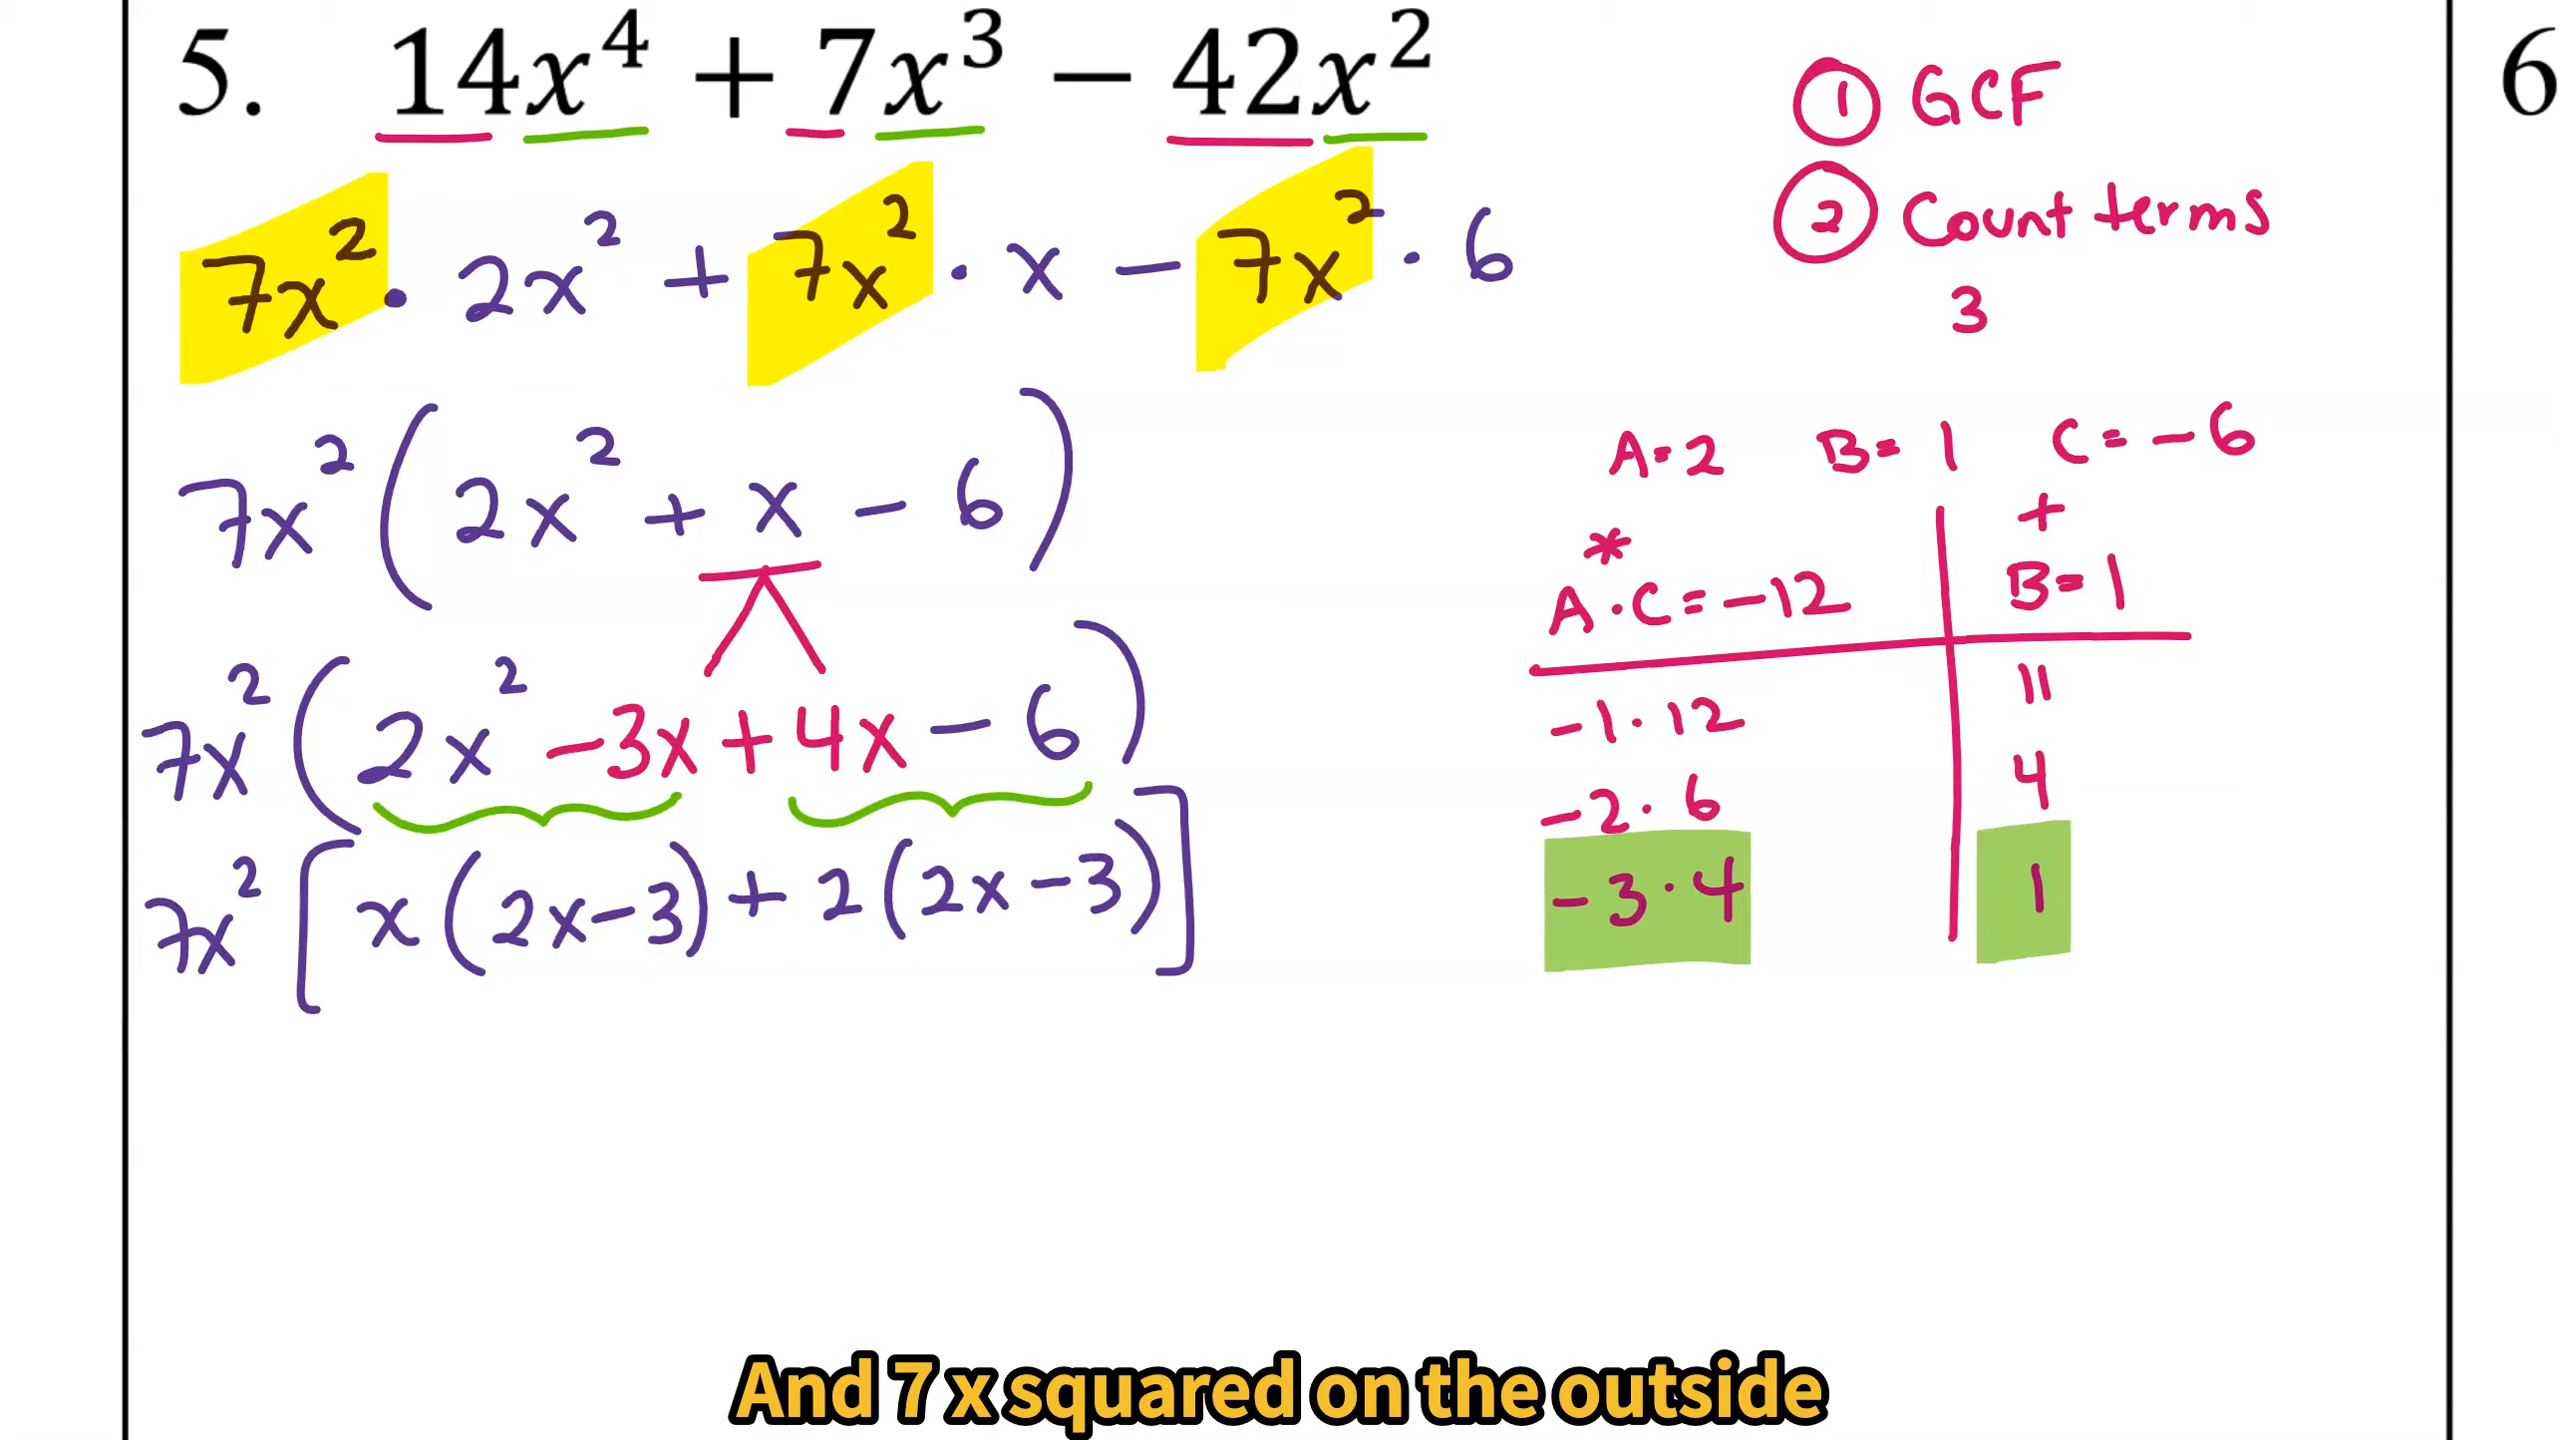 5. 14x⁴ + 7x³ − 42x²
6
① GCF
② Count terms
3
7x² · 2x² + 7x² · x − 7x² · 6
7x²(2x² + x − 6)
7x²(2x² −3x + 4x − 6)
7x²[x(2x−3) + 2(2x−3)]
A=2 B=1 C=−6
* +
A·C=−12 B=1
−1·12 11
−2·6 4
−3·4 1
And 7 x squared on the outside